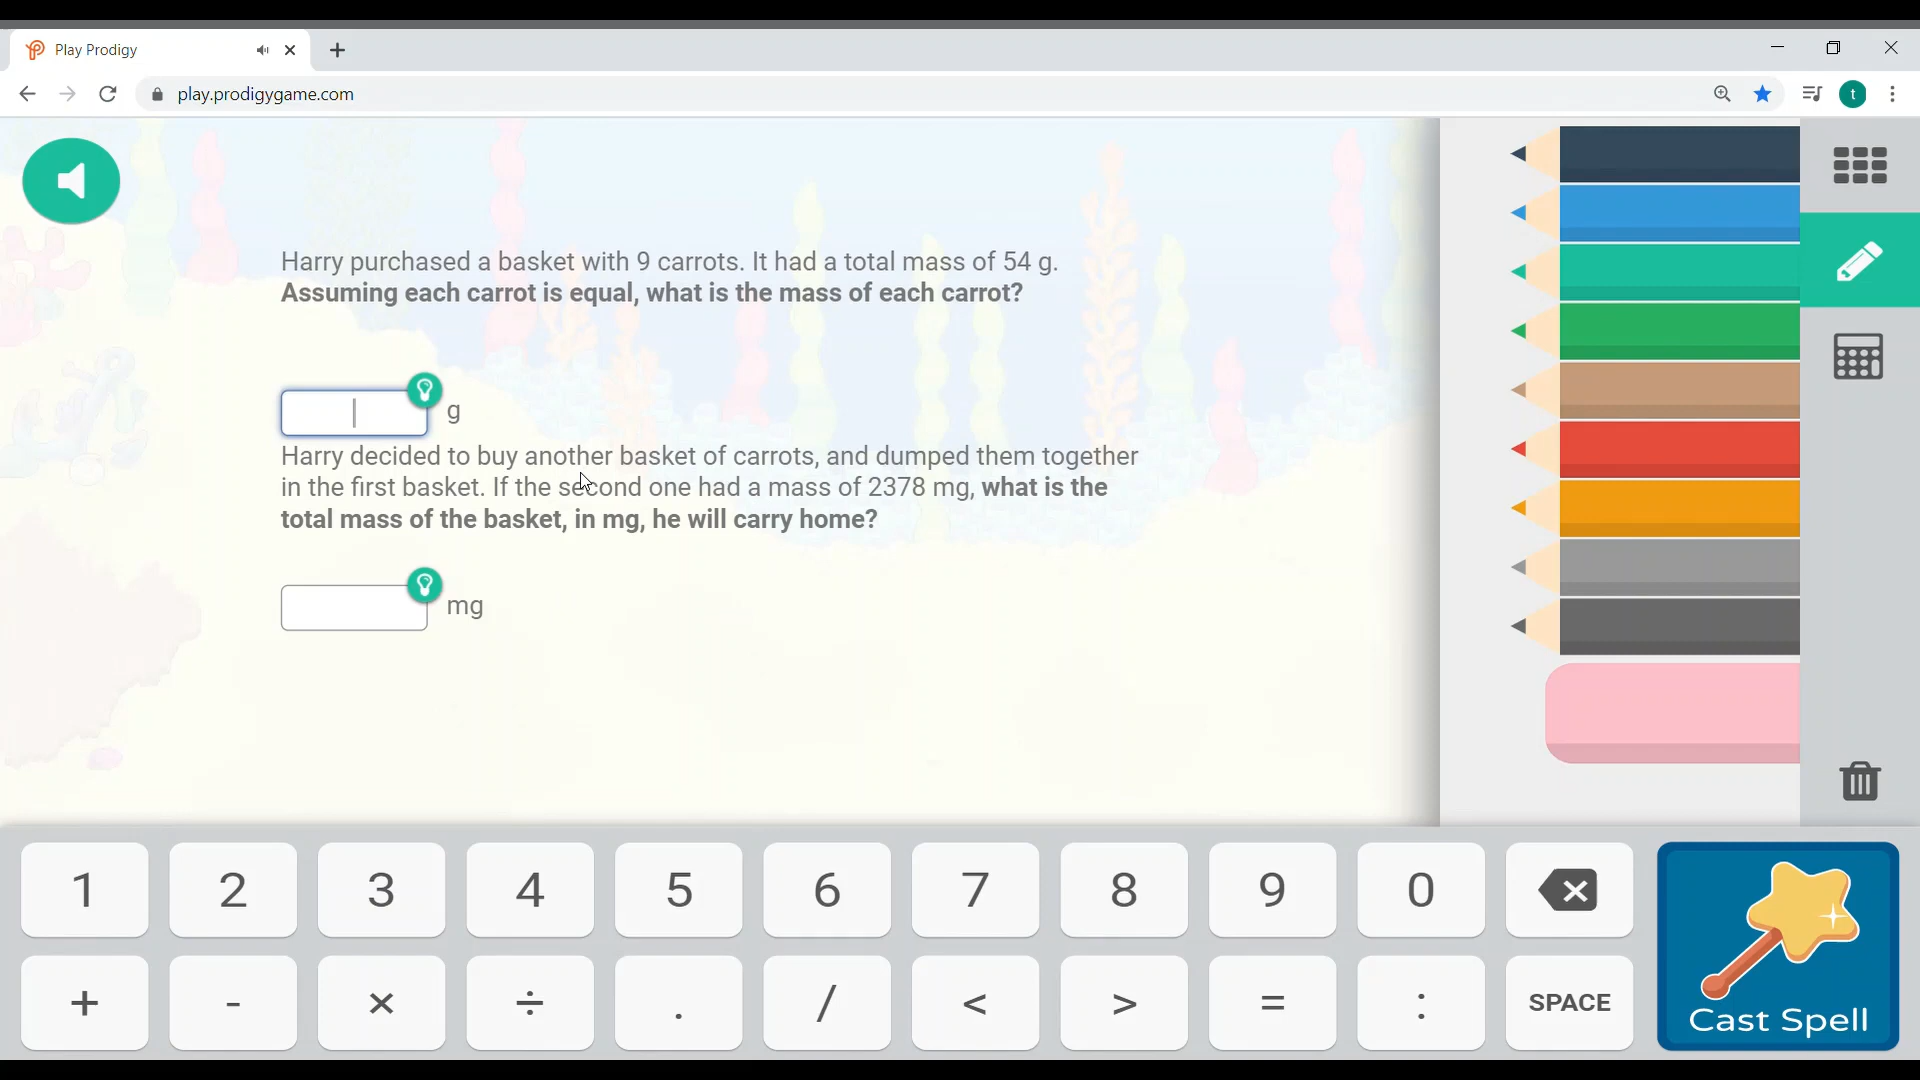 Play Prodigy
play.prodigygame.com
t
Harry purchased a basket with 9 carrots. It had a total mass of 54 g.
Assuming each carrot is equal, what is the mass of each carrot?
g
Harry decided to buy another basket of carrots, and dumped them together
in the first basket. If the second one had a mass of 2378 mg, what is the
total mass of the basket, in mg, he will carry home?
mg
1 2 3 4 5 6 7 8 9 0
+ - × ÷ . / < > = : SPACE
Cast Spell